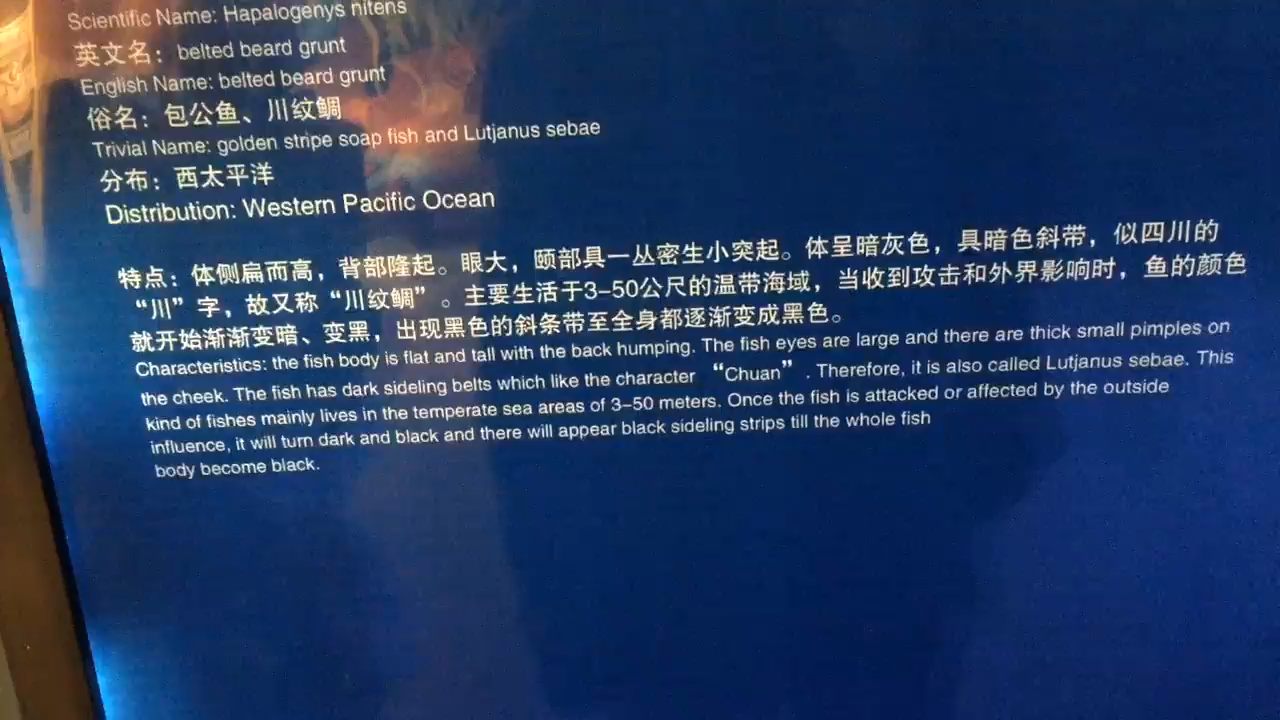 Scientific Name: Hapalogenys nitens
英文名：belted beard grunt
English Name: belted beard grunt
俗名：包公鱼、川纹鲷
Trivial Name: golden stripe soap fish and Lutjanus sebae
分布：西太平洋
Distribution: Western Pacific Ocean
特点：体侧扁而高，背部隆起。眼大，颐部具一丛密生小突起。体呈暗灰色，具暗色斜带，似四川的
“川”字，故又称“川纹鲷”。主要生活于3-50公尺的温带海域，当收到攻击和外界影响时，鱼的颜色
就开始渐渐变暗、变黑，出现黑色的斜条带至全身都逐渐变成黑色。
Characteristics: the fish body is flat and tall with the back humping. The fish eyes are large and there are thick small pimples on
the cheek. The fish has dark sideling belts which like the character “Chuan”. Therefore, it is also called Lutjanus sebae. This
kind of fishes mainly lives in the temperate sea areas of 3-50 meters. Once the fish is attacked or affected by the outside
influence, it will turn dark and black and there will appear black sideling strips till the whole fish
body become black.